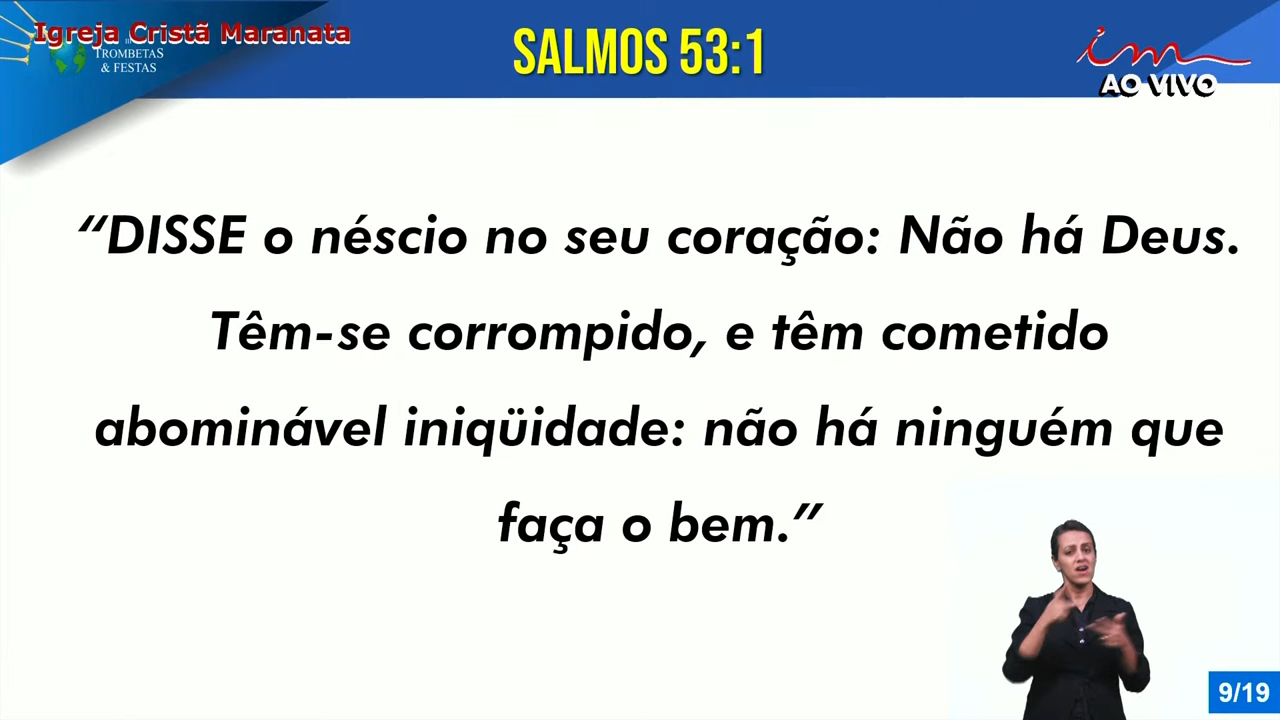 Igreja Cristã Maranata
TROMBETAS
& FESTAS
SALMOS 53:1
im
AO VIVO
“DISSE o néscio no seu coração: Não há Deus.
Têm-se corrompido, e têm cometido
abominável iniqüidade: não há ninguém que
faça o bem.”
9/19